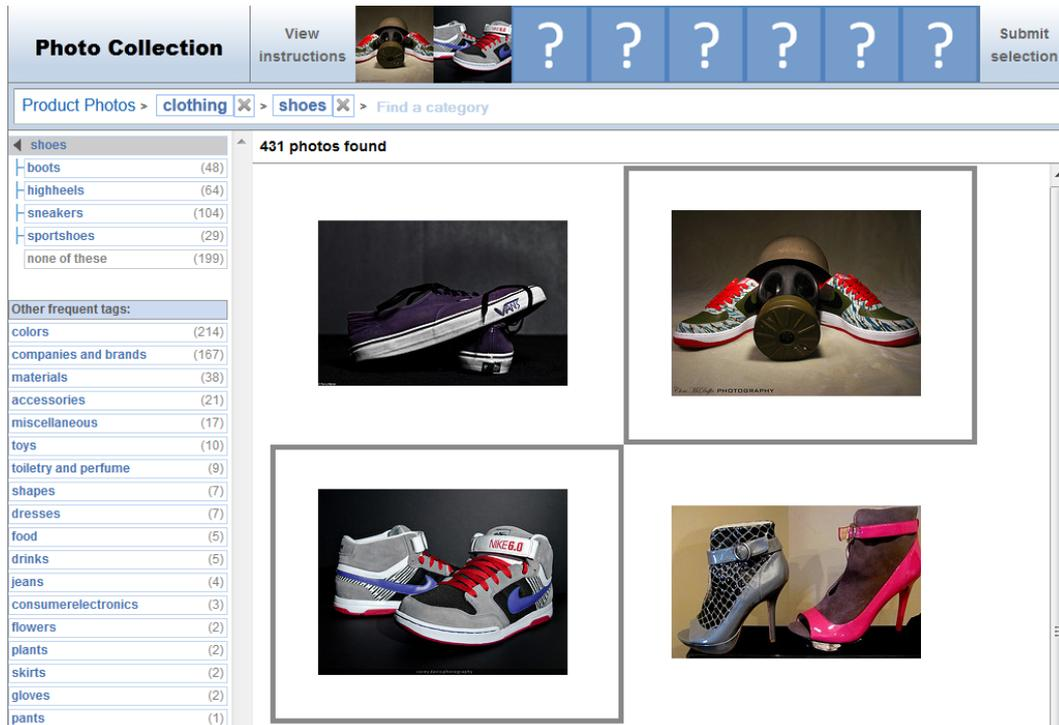 Photo Collection
View
instructions
? ? ? ? ? ?
Submit
selection
Product Photos > clothing > shoes > Find a category
shoes
boots (48)
highheels (64)
sneakers (104)
sportshoes (29)
none of these (199)
Other frequent tags:
colors (214)
companies and brands (167)
materials (38)
accessories (21)
miscellaneous (17)
toys (10)
toiletry and perfume (9)
shapes (7)
dresses (7)
food (5)
drinks (5)
jeans (4)
consumerelectronics (3)
flowers (2)
plants (2)
skirts (2)
gloves (2)
pants (1)
431 photos found
VANS
PHOTOGRAPHY
NIKE 6.0